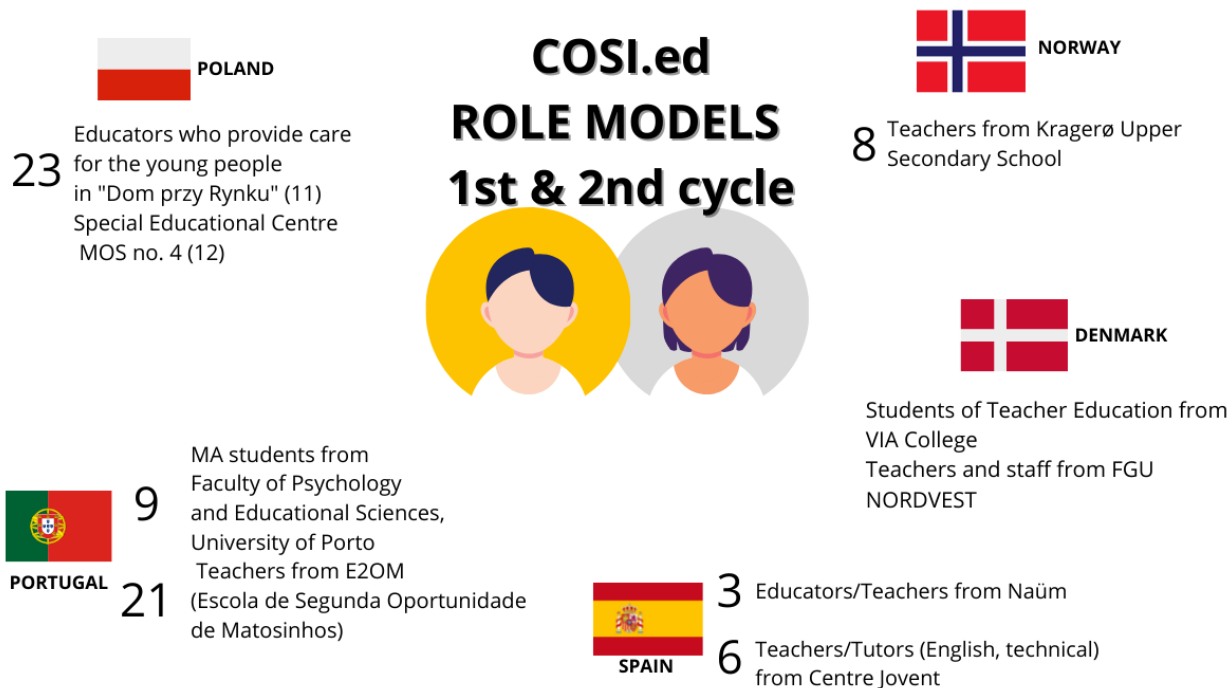 COSI.ed
ROLE MODELS
1st & 2nd cycle
POLAND
23
Educators who provide care
for the young people
in "Dom przy Rynku" (11)
Special Educational Centre
MOS no. 4 (12)
NORWAY
8
Teachers from Kragerø Upper
Secondary School
DENMARK
Students of Teacher Education from
VIA College
Teachers and staff from FGU
NORDVEST
PORTUGAL
9
MA students from
Faculty of Psychology
and Educational Sciences,
University of Porto
21
Teachers from E2OM
(Escola de Segunda Oportunidade
de Matosinhos)
SPAIN
3
Educators/Teachers from Naüm
6
Teachers/Tutors (English, technical)
from Centre Jovent